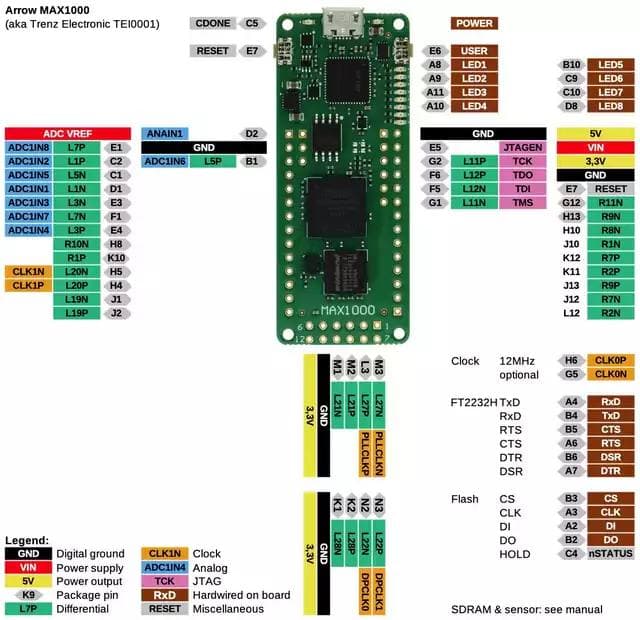 Arrow MAX1000
(aka Trenz Electronic TEI0001)
CDONE C5
RESET E7
POWER
E6 USER
A8 LED1
A9 LED2
A11 LED3
A10 LED4
B10 LED5
C9 LED6
C10 LED7
D8 LED8
ADC VREF
ADC1IN8 L7P E1
ADC1IN2 L1P C2
ADC1IN5 L5N C1
ADC1IN1 L1N D1
ADC1IN3 L3N E3
ADC1IN7 L7N F1
ADC1IN4 L3P E4
R10N H8
R1P K10
CLK1N L20N H5
CLK1P L20P H4
L19N J1
L19P J2
ANAIN1 D2
GND
ADC1IN6 L5P B1
GND
E5 JTAGEN
G2 L11P TCK
F6 L12P TDO
F5 L12N TDI
G1 L11N TMS
5V
VIN
3,3V
GND
E7 RESET
G12 R11N
H13 R9N
H10 R8N
J10 R1N
K12 R7P
K11 R2P
J13 R9P
J12 R7N
L12 R2N
MAX1000
6 1
12 7
3,3V
GND
M1 L21N
M2 L21P
L3 L27P PLLCLKP
M3 L27N PLLCLKN
3,3V
GND
K1 L28N
K2 L28P
N2 L22N DPCLK0
N3 L22P DPCLK1
Clock 12MHz H6 CLK0P
optional G5 CLK0N
FT2232H TxD A4 RxD
RxD B4 TxD
RTS B5 CTS
CTS A6 RTS
DTR B6 DSR
DSR A7 DTR
Flash CS B3 CS
CLK A3 CLK
DI A2 DI
DO B2 DO
HOLD C4 nSTATUS
Legend:
GND Digital ground
VIN Power supply
5V Power output
K9 Package pin
L7P Differential
CLK1N Clock
ADC1IN4 Analog
TCK JTAG
RxD Hardwired on board
RESET Miscellaneous
SDRAM & sensor: see manual